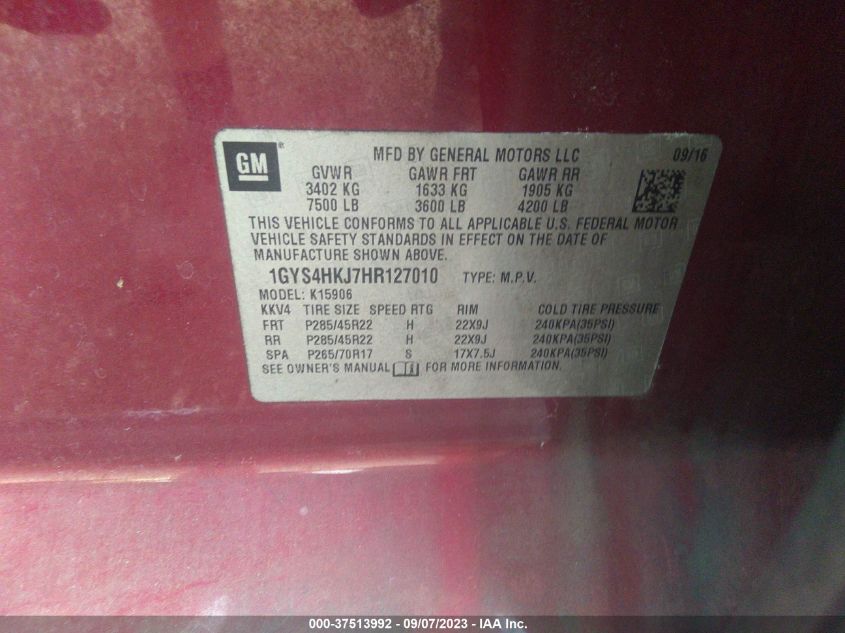 GM ® MFD BY GENERAL MOTORS LLC 09/16
GVWR GAWR FRT GAWR RR
3402 KG 1633 KG 1905 KG
7500 LB 3600 LB 4200 LB
THIS VEHICLE CONFORMS TO ALL APPLICABLE U.S. FEDERAL MOTOR
VEHICLE SAFETY STANDARDS IN EFFECT ON THE DATE OF
MANUFACTURE SHOWN ABOVE.
1GYS4HKJ7HR127010 TYPE: M.P.V.
MODEL: K15906
KKV4 TIRE SIZE SPEED RTG RIM COLD TIRE PRESSURE
FRT P285/45R22 H 22X9J 240KPA(35PSI)
RR P285/45R22 H 22X9J 240KPA(35PSI)
SPA P265/70R17 S 17X7.5J 240KPA(35PSI)
SEE OWNER'S MANUAL FOR MORE INFORMATION.
000-37513992 - 09/07/2023 - IAA Inc.